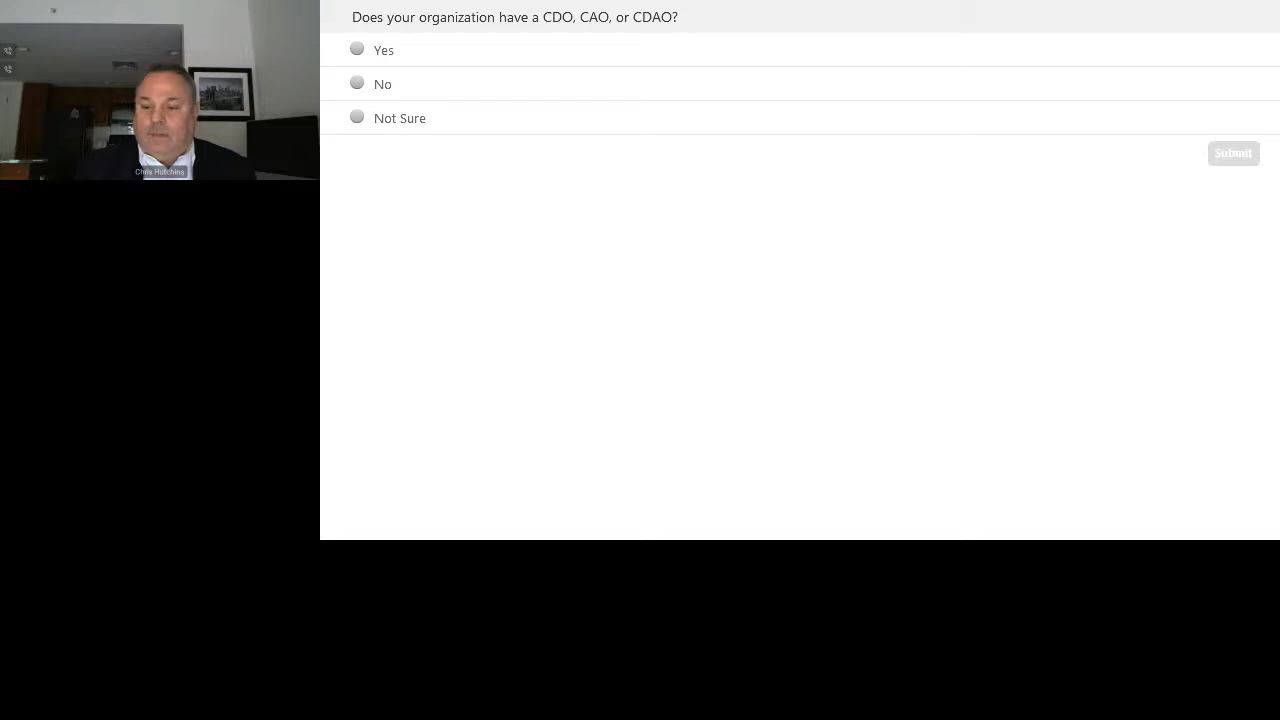 Does your organization have a CDO, CAO, or CDAO?
Yes
No
Not Sure
Submit
Chris Hutchins